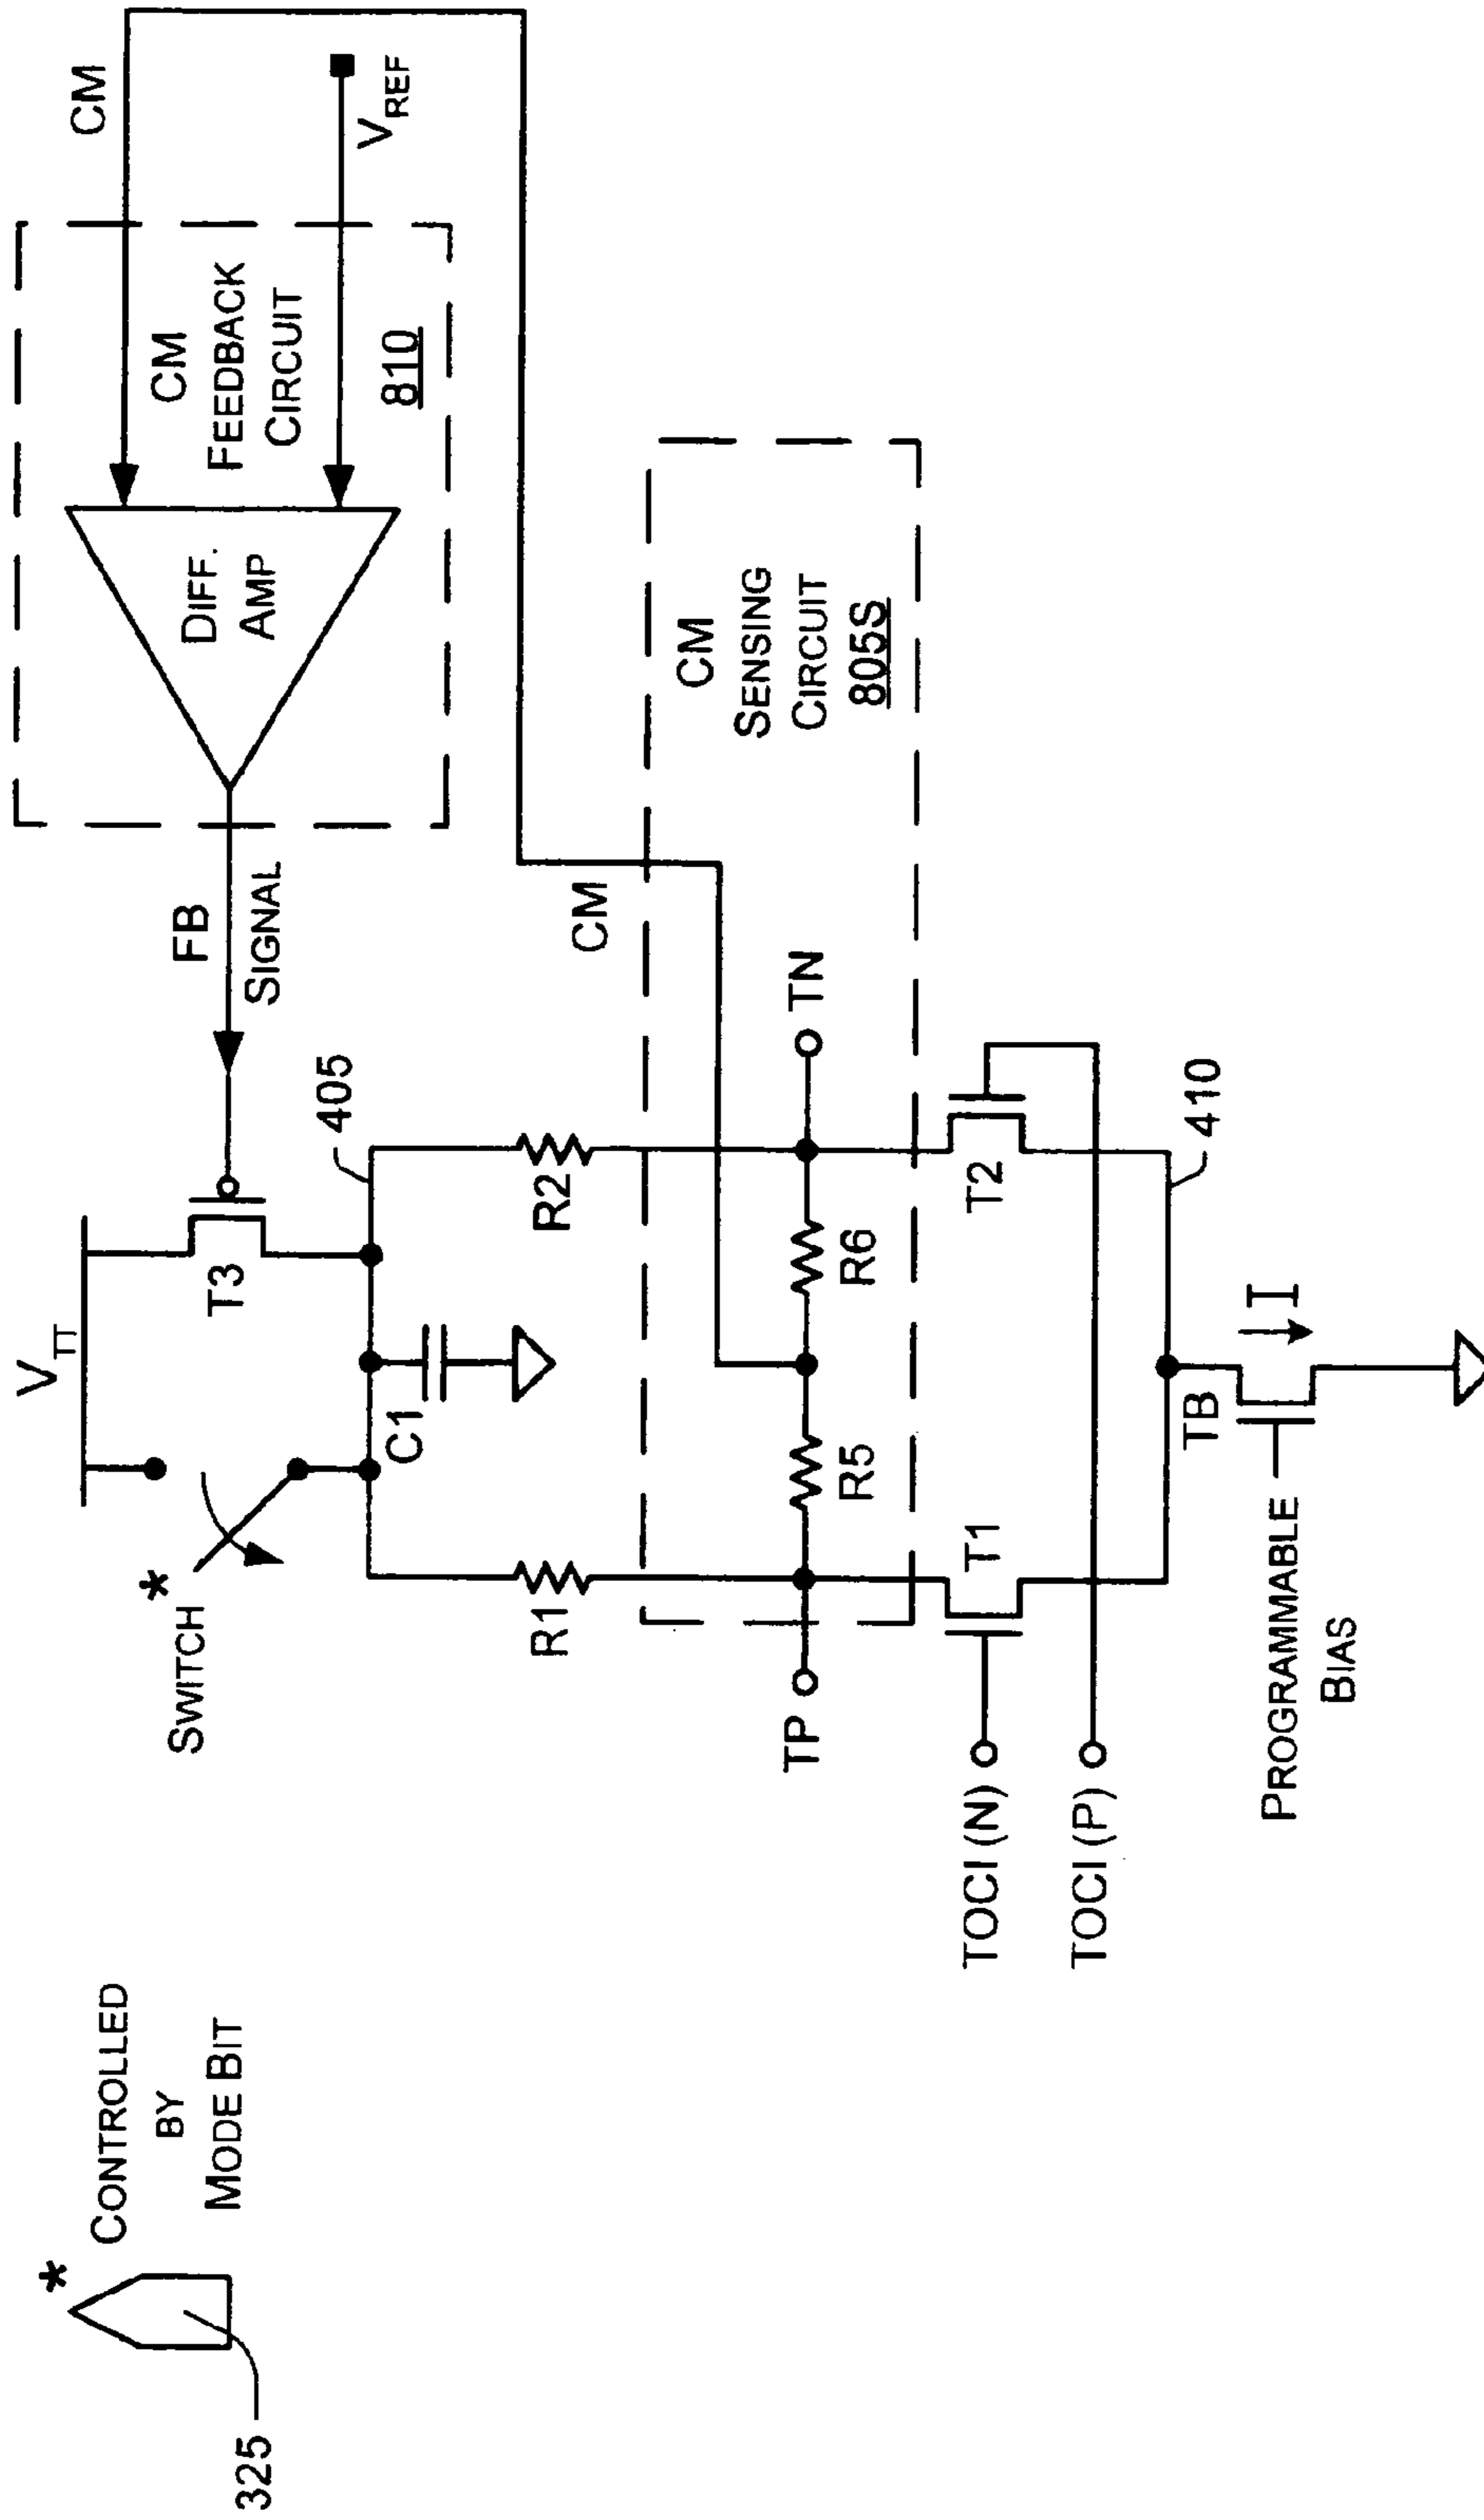 325
*
CONTROLLED
BY
MODE BIT
*
SWITCH
VTT
T3
FB
SIGNAL
DIFF.
AMP
CM
FEEDBACK
CIRCUIT
810
CM
VREF
405
C1
R1
R2
CM
CM
SENSING
CIRCUIT
805S
TP
R5
R6
TN
TOCI(N)
TOCI(P)
T1
T2
410
TB
I
PROGRAMMABLE
BIAS